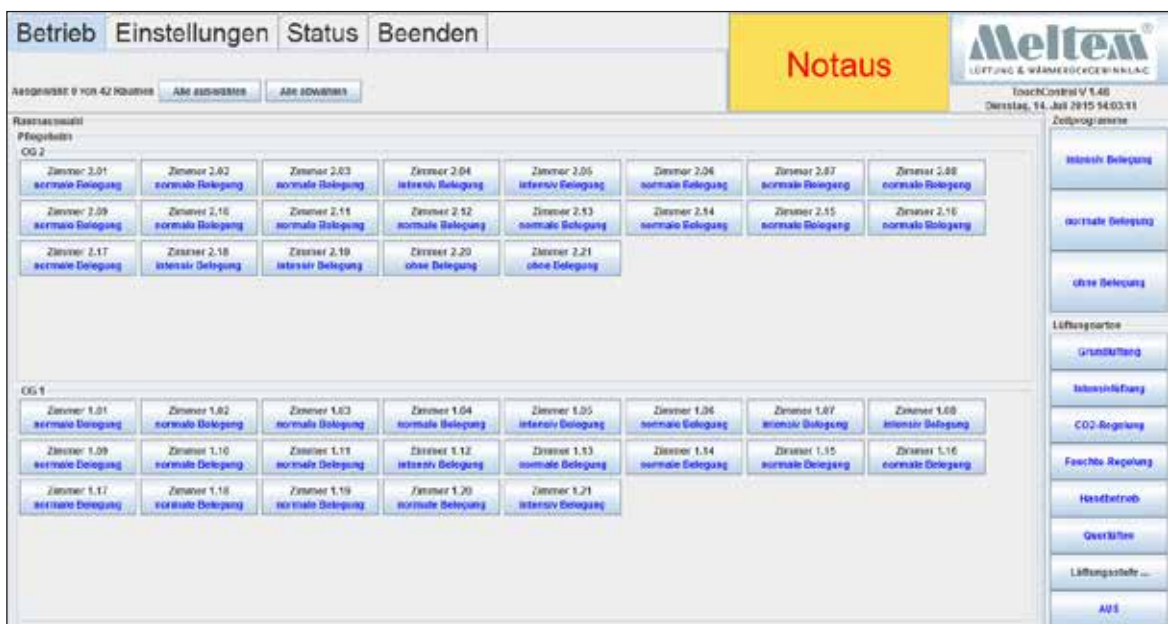 Betrieb Einstellungen Status Beenden
Notaus
Meltem®
LÜFTUNG & WÄRMERÜCKGEWINNUNG
TouchControl V 1.46
Dienstag, 14. Juli 2015 14:03:11
Ausgewählt 0 von 42 Räumen Alle auswählen Alle abwählen
Raumauswahl
Pflegeheim
OG 2
Zimmer 2.01 Zimmer 2.02 Zimmer 2.03 Zimmer 2.04 Zimmer 2.05 Zimmer 2.06 Zimmer 2.07 Zimmer 2.08
normale Belegung normale Belegung normale Belegung intensiv Belegung intensiv Belegung normale Belegung normale Belegung normale Belegung
Zimmer 2.09 Zimmer 2.10 Zimmer 2.11 Zimmer 2.12 Zimmer 2.13 Zimmer 2.14 Zimmer 2.15 Zimmer 2.16
normale Belegung normale Belegung normale Belegung normale Belegung normale Belegung normale Belegung normale Belegung normale Belegung
Zimmer 2.17 Zimmer 2.18 Zimmer 2.19 Zimmer 2.20 Zimmer 2.21
normale Belegung intensiv Belegung intensiv Belegung ohne Belegung ohne Belegung
OG 1
Zimmer 1.01 Zimmer 1.02 Zimmer 1.03 Zimmer 1.04 Zimmer 1.05 Zimmer 1.06 Zimmer 1.07 Zimmer 1.08
normale Belegung normale Belegung normale Belegung normale Belegung intensiv Belegung normale Belegung intensiv Belegung intensiv Belegung
Zimmer 1.09 Zimmer 1.10 Zimmer 1.11 Zimmer 1.12 Zimmer 1.13 Zimmer 1.14 Zimmer 1.15 Zimmer 1.16
normale Belegung normale Belegung normale Belegung intensiv Belegung normale Belegung normale Belegung normale Belegung normale Belegung
Zimmer 1.17 Zimmer 1.18 Zimmer 1.19 Zimmer 1.20 Zimmer 1.21
normale Belegung normale Belegung normale Belegung normale Belegung intensiv Belegung
Zeitprogramme
intensiv Belegung
normale Belegung
ohne Belegung
Lüftungsarten
Grundlüftung
Intensivlüftung
CO2-Regelung
Feuchte-Regelung
Handbetrieb
Querlüften
Lüftungsstufe ...
AUS